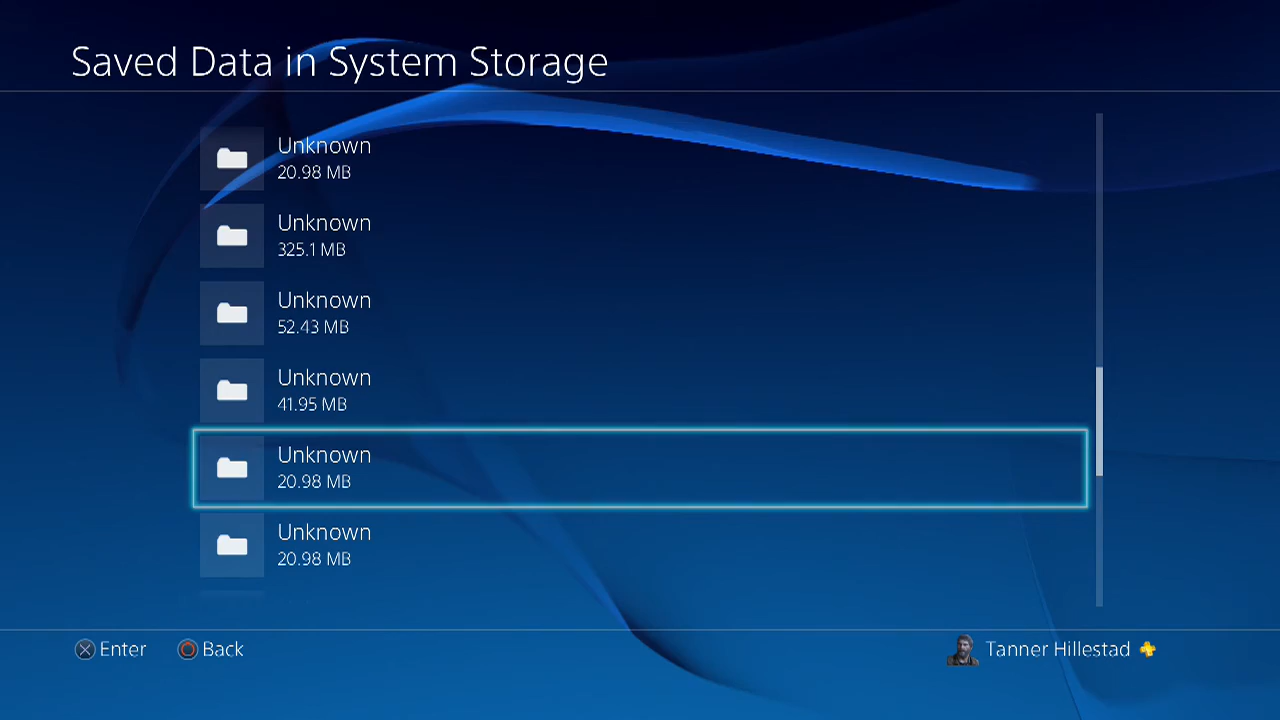 Saved Data in System Storage
Unknown
20.98 MB
Unknown
325.1 MB
Unknown
52.43 MB
Unknown
41.95 MB
Unknown
20.98 MB
Unknown
20.98 MB
Enter Back Tanner Hillestad